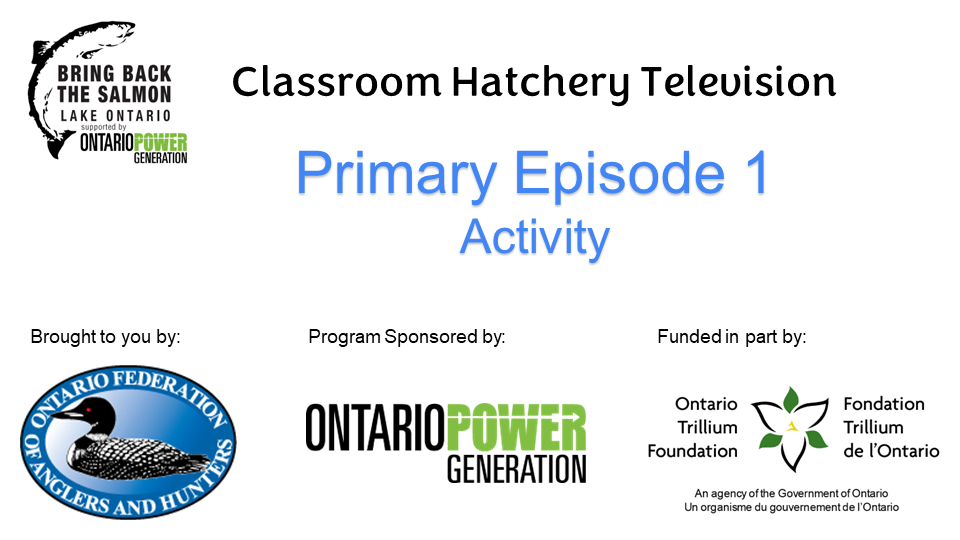 BRING BACK
THE SALMON
LAKE ONTARIO
supported by
ONTARIOPOWER
GENERATION
Classroom Hatchery Television
Primary Episode 1
Activity
Brought to you by:
ONTARIO FEDERATION
OF ANGLERS AND HUNTERS
Program Sponsored by:
ONTARIOPOWER
GENERATION
Funded in part by:
Ontario
Trillium
Foundation
Fondation
Trillium
de l'Ontario
An agency of the Government of Ontario
Un organisme du gouvernement de l'Ontario